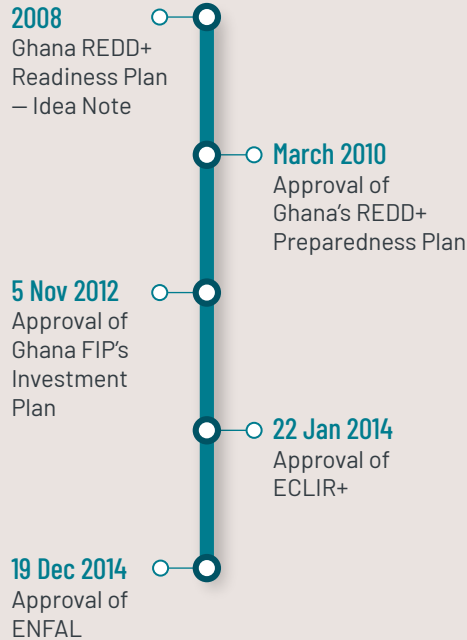 2008
Ghana REDD+
Readiness Plan
— Idea Note
March 2010
Approval of
Ghana’s REDD+
Preparedness Plan
5 Nov 2012
Approval of
Ghana FIP’s
Investment
Plan
22 Jan 2014
Approval of
ECLIR+
19 Dec 2014
Approval of
ENFAL